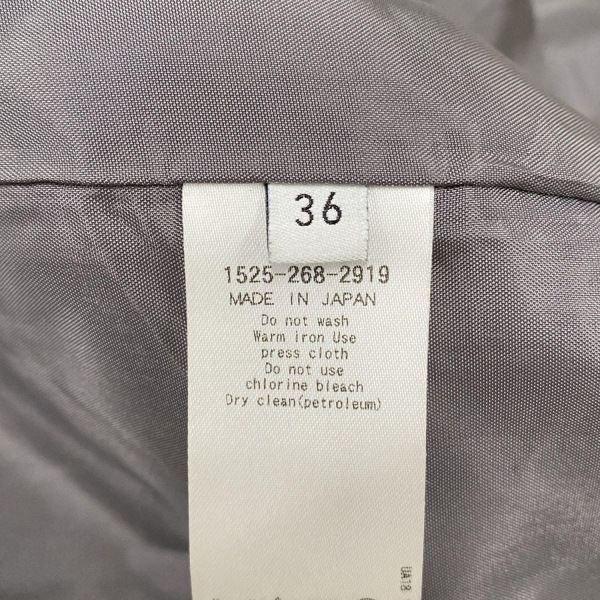 36
1525-268-2919
MADE IN JAPAN
Do not wash
Warm iron Use
press cloth
Do not use
chlorine bleach
Dry clean(petroleum)
UA18